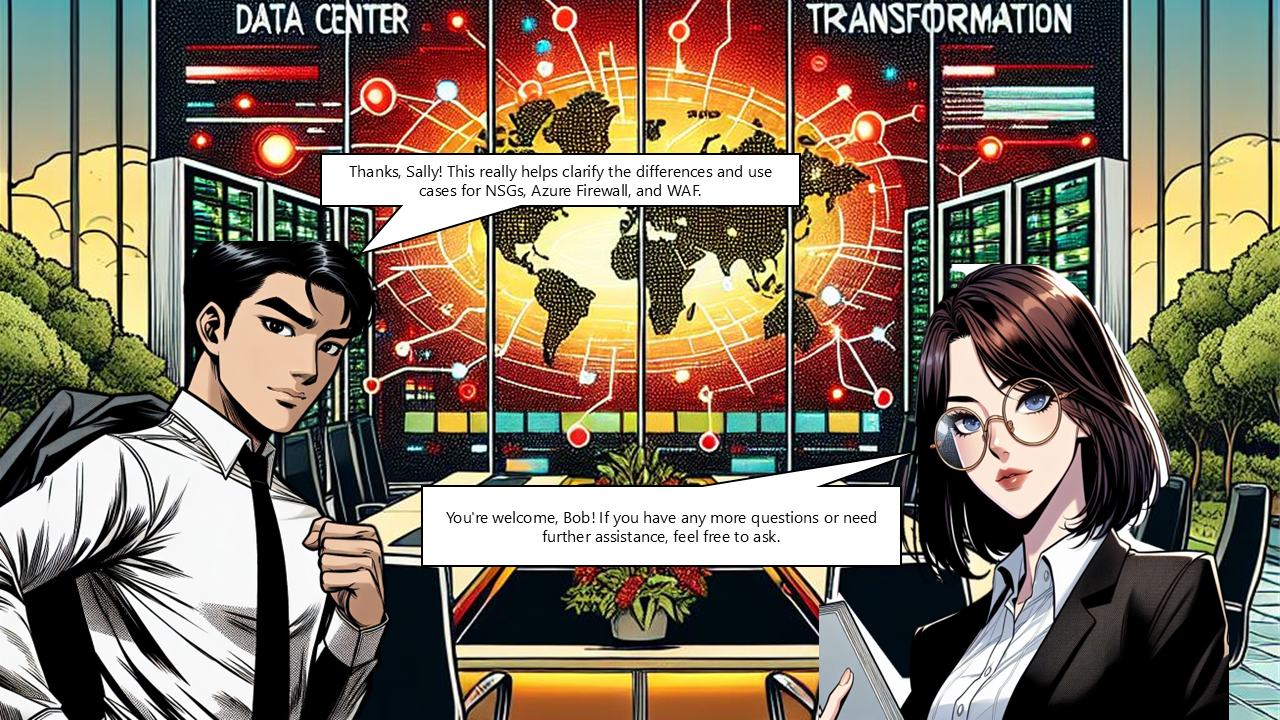 DATA CENTER
TRANSFORMATION
Thanks, Sally! This really helps clarify the differences and use
cases for NSGs, Azure Firewall, and WAF.
You're welcome, Bob! If you have any more questions or need
further assistance, feel free to ask.